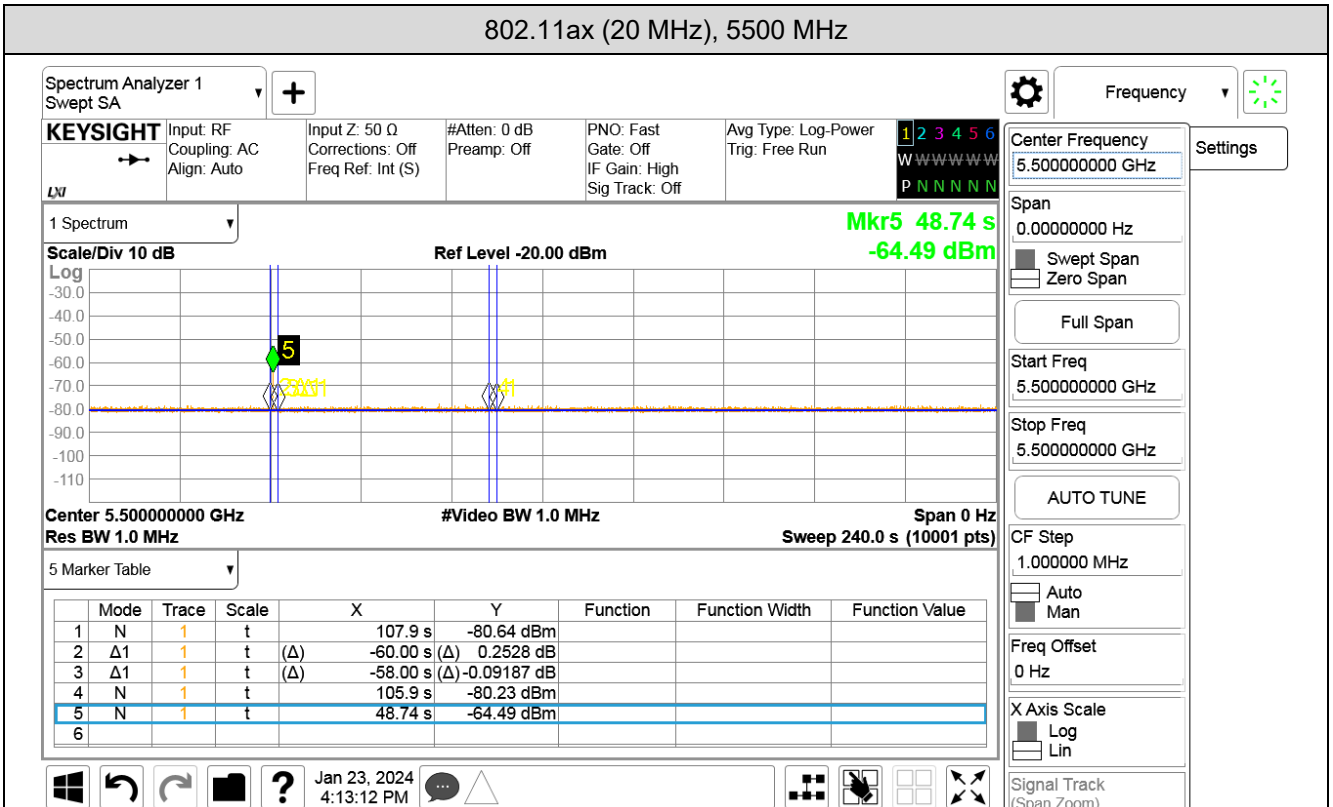 802.11ax (20 MHz), 5500 MHz
Spectrum Analyzer 1
Swept SA
Frequency
KEYSIGHT
LXI
Input: RF
Coupling: AC
Align: Auto
Input Z: 50 Ω
Corrections: Off
Freq Ref: Int (S)
#Atten: 0 dB
Preamp: Off
PNO: Fast
Gate: Off
IF Gain: High
Sig Track: Off
Avg Type: Log-Power
Trig: Free Run
1 2 3 4 5 6
W W W W W W
P N N N N N
Center Frequency
5.500000000 GHz
Settings
Span
0.00000000 Hz
Swept Span
Zero Span
Full Span
Start Freq
5.500000000 GHz
Stop Freq
5.500000000 GHz
AUTO TUNE
CF Step
1.000000 MHz
Auto
Man
Freq Offset
0 Hz
X Axis Scale
Log
Lin
Signal Track
(Span Zoom)
1 Spectrum
Mkr5 48.74 s
-64.49 dBm
Scale/Div 10 dB
Ref Level -20.00 dBm
Log
-30.0
-40.0
-50.0
-60.0
-70.0
-80.0
-90.0
-100
-110
5
Center 5.500000000 GHz
#Video BW 1.0 MHz
Span 0 Hz
Res BW 1.0 MHz
Sweep 240.0 s (10001 pts)
5 Marker Table
Mode Trace Scale X Y Function Function Width Function Value
1 N 1 t 107.9 s -80.64 dBm
2 Δ1 1 t (Δ) -60.00 s (Δ) 0.2528 dB
3 Δ1 1 t (Δ) -58.00 s (Δ) -0.09187 dB
4 N 1 t 105.9 s -80.23 dBm
5 N 1 t 48.74 s -64.49 dBm
6
?
Jan 23, 2024
4:13:12 PM